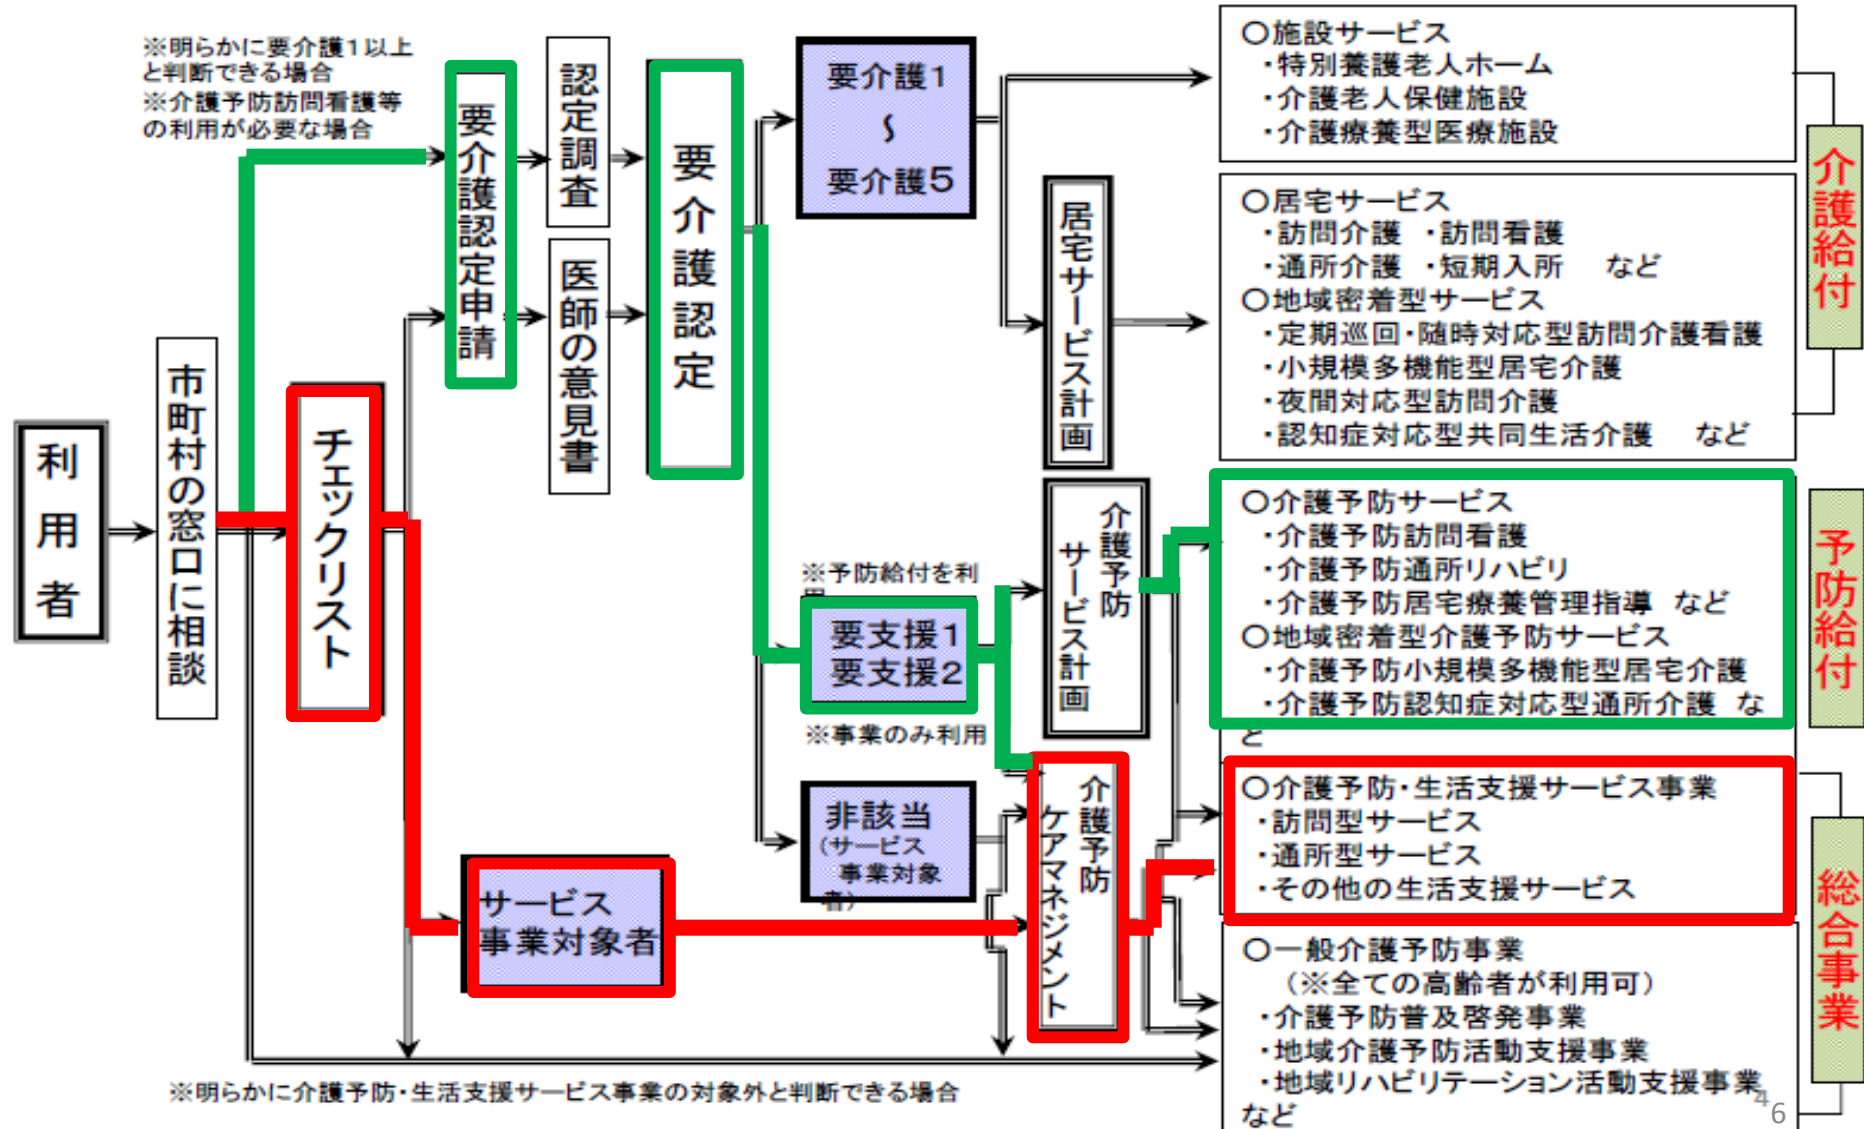 ※明らかに要介護1以上
と判断できる場合
※介護予防訪問看護等
の利用が必要な場合
利用者
市町村の窓口に相談
チェックリスト
要介護認定申請
認定調査
医師の意見書
要介護認定
要介護1
〜
要介護5
※予防給付を利
要支援1
要支援2
※事業のみ利用
非該当
(サービス
事業対象
者)
サービス
事業対象者
居宅サービス計画
介護予防
サービス計画
介護予防
ケアマネジメント
○施設サービス
・特別養護老人ホーム
・介護老人保健施設
・介護療養型医療施設
○居宅サービス
・訪問介護 ・訪問看護
・通所介護 ・短期入所 など
○地域密着型サービス
・定期巡回・随時対応型訪問介護看護
・小規模多機能型居宅介護
・夜間対応型訪問介護
・認知症対応型共同生活介護 など
介護給付
○介護予防サービス
・介護予防訪問看護
・介護予防通所リハビリ
・介護予防居宅療養管理指導 など
○地域密着型介護予防サービス
・介護予防小規模多機能型居宅介護
・介護予防認知症対応型通所介護 な
ど
予防給付
○介護予防・生活支援サービス事業
・訪問型サービス
・通所型サービス
・その他の生活支援サービス
○一般介護予防事業
(※全ての高齢者が利用可)
・介護予防普及啓発事業
・地域介護予防活動支援事業
・地域リハビリテーション活動支援事業
など
総合事業
※明らかに介護予防・生活支援サービス事業の対象外と判断できる場合
4
6